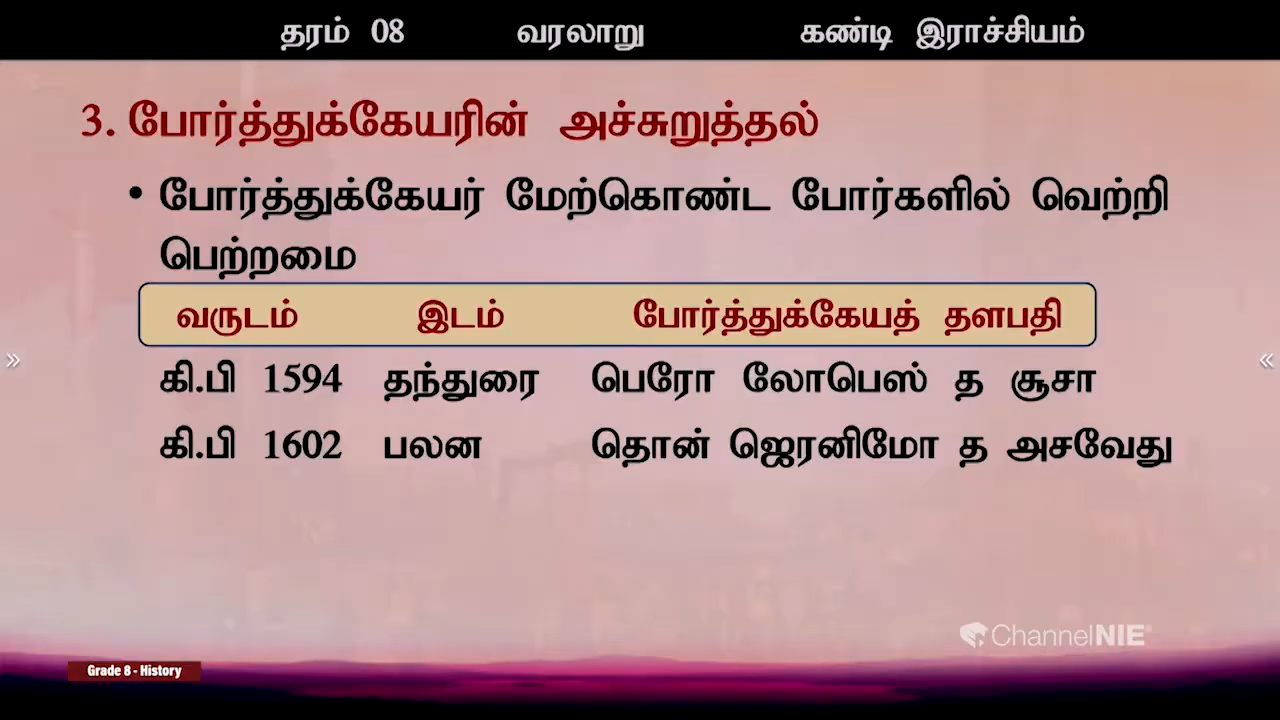 தரம் 08 வரலாறு கண்டி இராச்சியம்
3. போர்த்துக்கேயரின் அச்சுறுத்தல்
• போர்த்துக்கேயர் மேற்கொண்ட போர்களில் வெற்றி
பெற்றமை
வருடம் இடம் போர்த்துக்கேயத் தளபதி
கி.பி 1594 தந்துரை பெரோ லோபெஸ் த சூசா
கி.பி 1602 பலன தொன் ஜெரனிமோ த அசவேது
ChannelNIE
Grade 8 - History